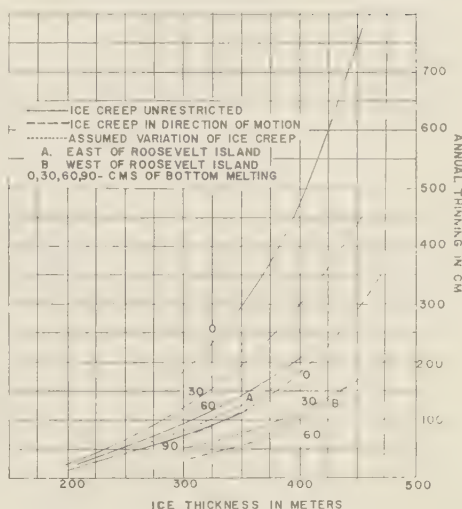 700
ICE CREEP UNRESTRICTED
ICE CREEP IN DIRECTION OF MOTION
ASSUMED VARIATION OF ICE CREEP
A. EAST OF ROOSEVELT ISLAND
B WEST OF ROOSEVELT ISLAND
0,30,60,90- CMS OF BOTTOM MELTING
600
500
400
300
200
100
ANNUAL THINNING IN CM
0
0
30
A
60
30
B
60
90
200
300
400
500
ICE THICKNESS IN METERS